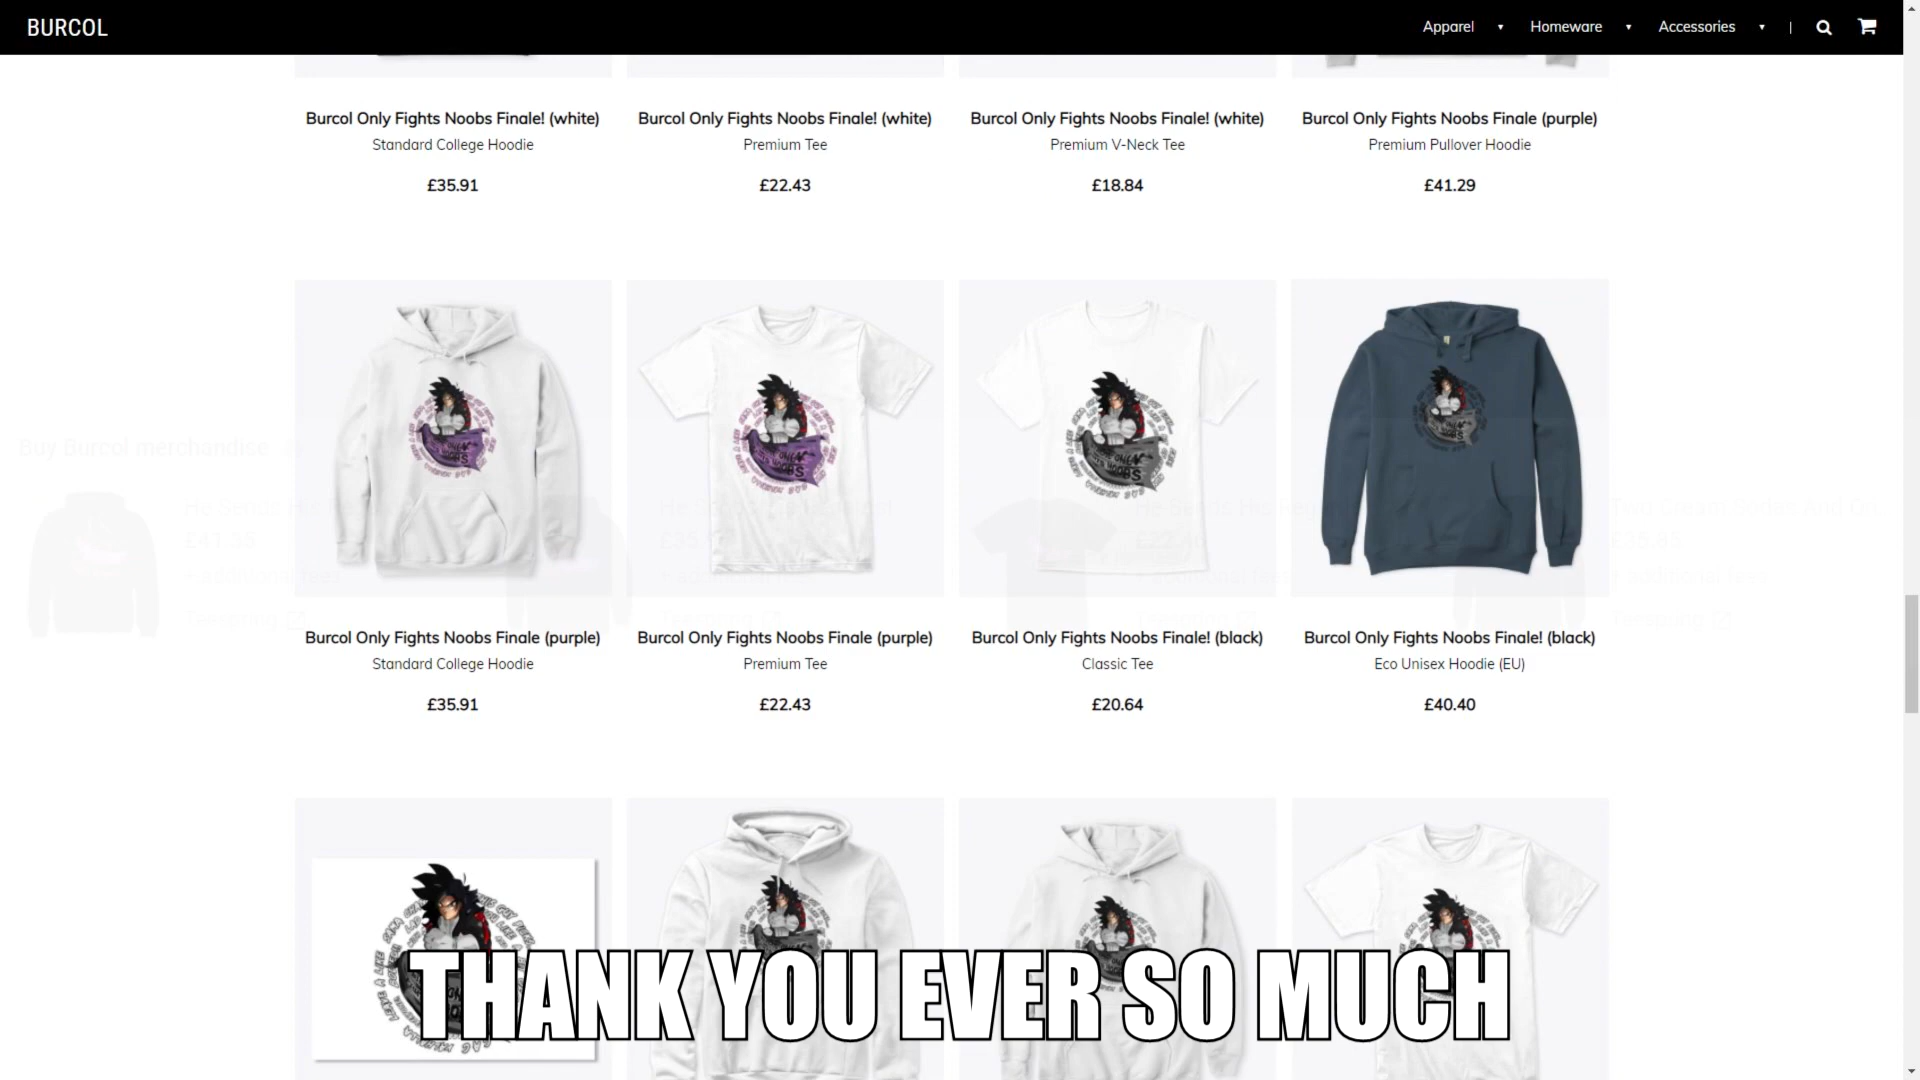 BURCOL
Apparel
Homeware
Accessories
Burcol Only Fights Noobs Finale! (white)
Standard College Hoodie
£35.91
Burcol Only Fights Noobs Finale! (white)
Premium Tee
£22.43
Burcol Only Fights Noobs Finale! (white)
Premium V-Neck Tee
£18.84
Burcol Only Fights Noobs Finale (purple)
Premium Pullover Hoodie
£41.29
Buy Burcol merchandise
Burcol Only Fights Noobs Finale (purple)
Standard College Hoodie
£35.91
Burcol Only Fights Noobs Finale (purple)
Premium Tee
£22.43
Burcol Only Fights Noobs Finale! (black)
Classic Tee
£20.64
Burcol Only Fights Noobs Finale! (black)
Eco Unisex Hoodie (EU)
£40.40
THANK YOU EVER SO MUCH